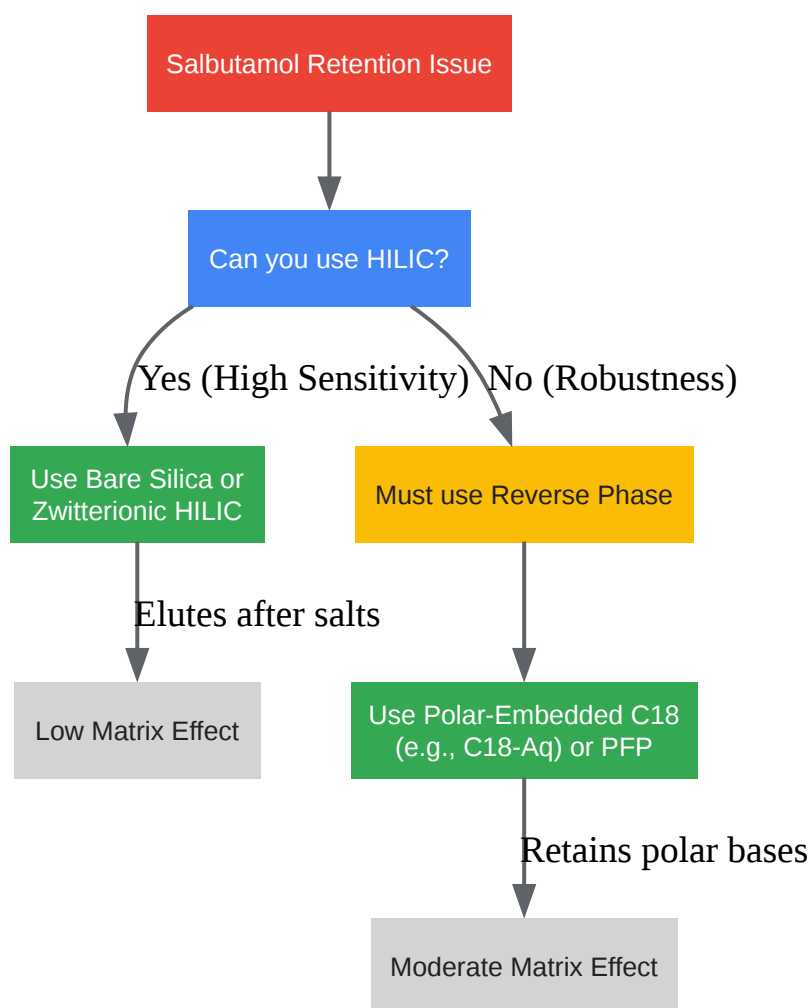 Salbutamol Retention Issue
Can you use HILIC?
Yes (High Sensitivity)
No (Robustness)
Use Bare Silica or
Zwitterionic HILIC
Must use Reverse Phase
Elutes after salts
Low Matrix Effect
Use Polar-Embedded C18
(e.g., C18-Aq) or PFP
Retains polar bases
Moderate Matrix Effect